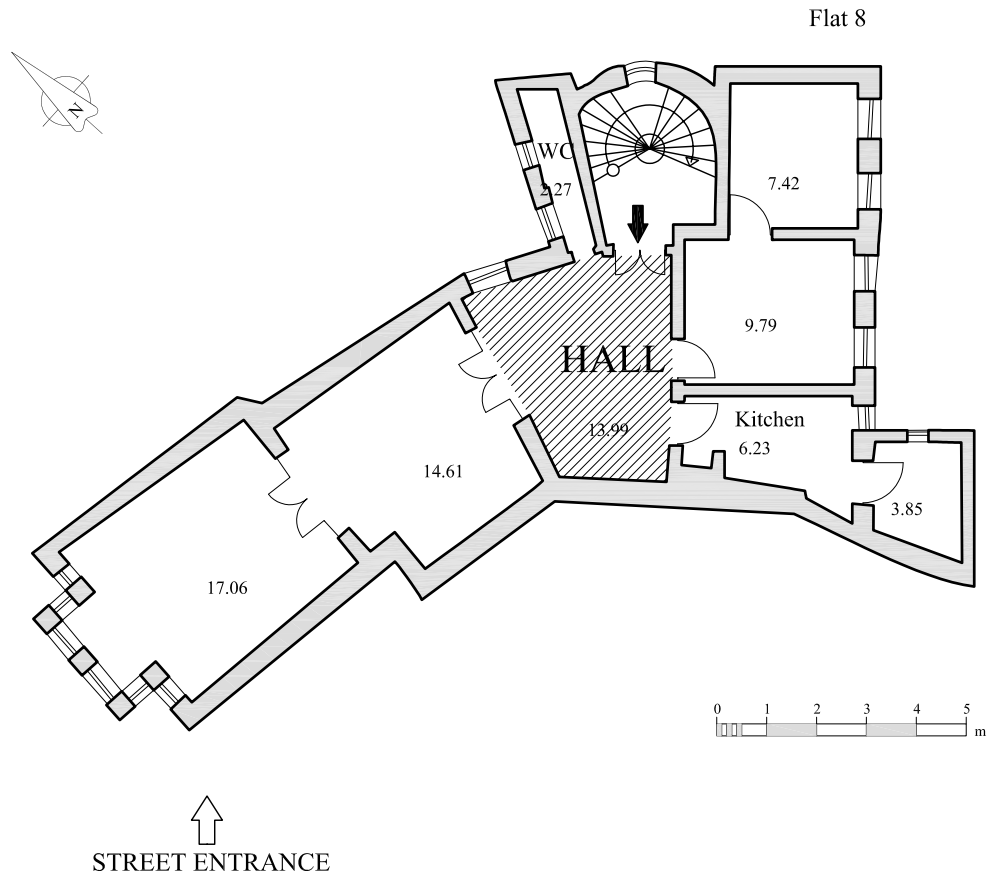 Flat 8
N
WC
2.27
7.42
9.79
HALL
13.99
Kitchen
6.23
14.61
3.85
17.06
0 1 2 3 4 5
m
STREET ENTRANCE